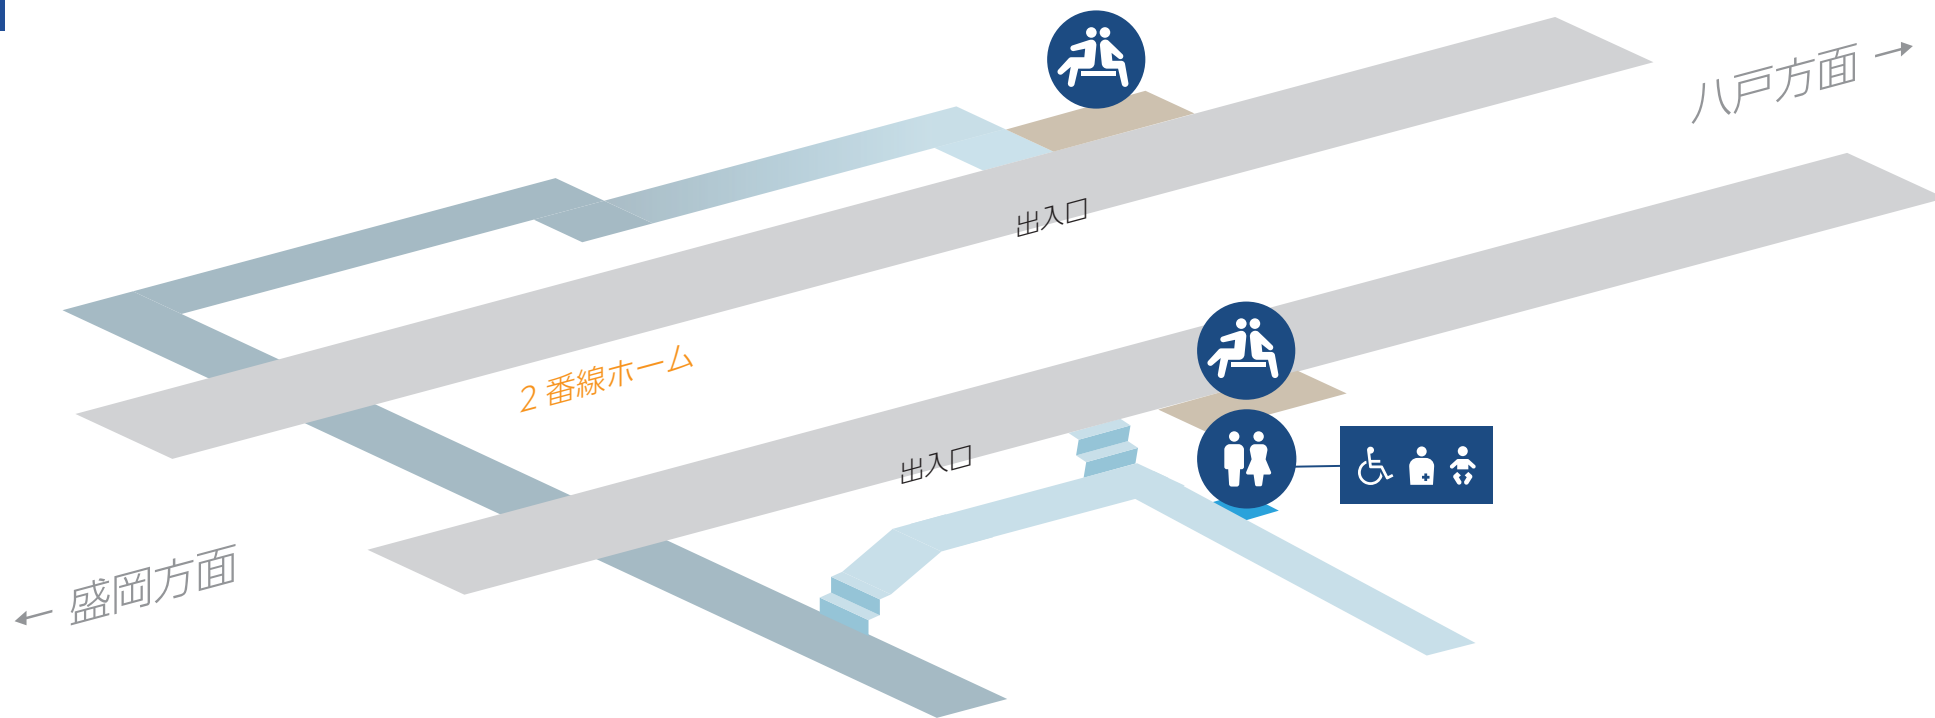 八戸方面 →
出入口
2番線ホーム
出入口
← 盛岡方面